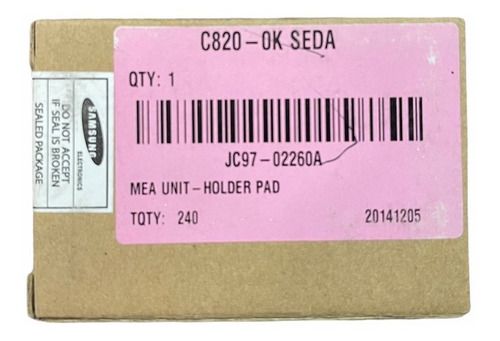 C820-0K SEDA
QTY: 1
JC97-02260A
MEA UNIT-HOLDER PAD
TQTY: 240 20141205
SAMSUNG
ELECTRONICS
DO NOT ACCEPT
IF SEAL IS BROKEN
SEALED PACKAGE